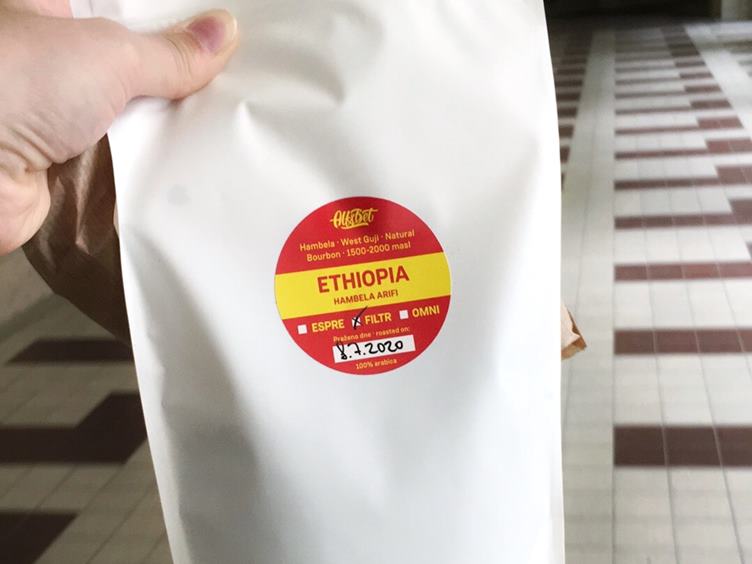 Alfabet
Hambela · West Guji · Natural
Bourbon · 1500-2000 masl
ETHIOPIA
HAMBELA ARIFI
ESPRE FILTR OMNI
Praženo dne · roasted on:
8.7.2020
100% arabica